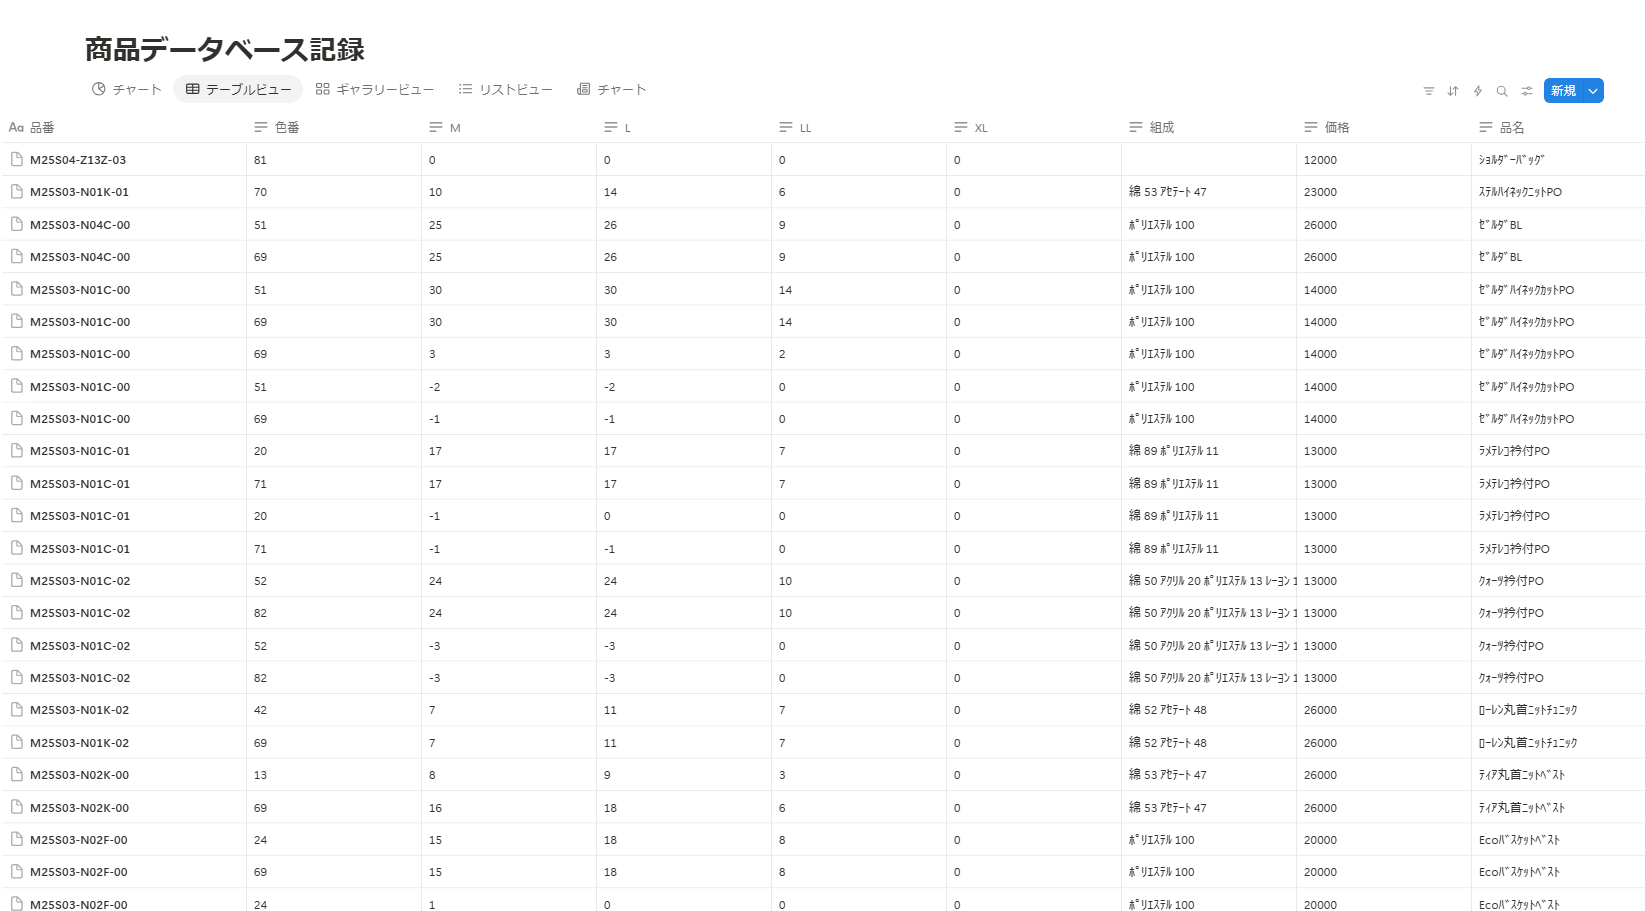 商品データベース記録
チャート テーブルビュー ギャラリービュー リストビュー チャート 新規
Aa 品番 色番 M L LL XL 組成 価格 品名
M25S04-Z13Z-03 81 0 0 0 0 12000 ｼｮﾙﾀﾞｰﾊﾞｯｸﾞ
M25S03-N01K-01 70 10 14 6 0 綿 53 ｱｾﾃｰﾄ 47 23000 ｽﾃﾙﾊｲﾈｯｸﾆｯﾄPO
M25S03-N04C-00 51 25 26 9 0 ﾎﾟﾘｴｽﾃﾙ 100 26000 ｾﾞﾙﾀﾞBL
M25S03-N04C-00 69 25 26 9 0 ﾎﾟﾘｴｽﾃﾙ 100 26000 ｾﾞﾙﾀﾞBL
M25S03-N01C-00 51 30 30 14 0 ﾎﾟﾘｴｽﾃﾙ 100 14000 ｾﾞﾙﾀﾞﾊｲﾈｯｸｶｯﾄPO
M25S03-N01C-00 69 30 30 14 0 ﾎﾟﾘｴｽﾃﾙ 100 14000 ｾﾞﾙﾀﾞﾊｲﾈｯｸｶｯﾄPO
M25S03-N01C-00 69 3 3 2 0 ﾎﾟﾘｴｽﾃﾙ 100 14000 ｾﾞﾙﾀﾞﾊｲﾈｯｸｶｯﾄPO
M25S03-N01C-00 51 -2 -2 0 0 ﾎﾟﾘｴｽﾃﾙ 100 14000 ｾﾞﾙﾀﾞﾊｲﾈｯｸｶｯﾄPO
M25S03-N01C-00 69 -1 -1 0 0 ﾎﾟﾘｴｽﾃﾙ 100 14000 ｾﾞﾙﾀﾞﾊｲﾈｯｸｶｯﾄPO
M25S03-N01C-01 20 17 17 7 0 綿 89 ﾎﾟﾘｴｽﾃﾙ 11 13000 ﾗﾒﾃﾚｺ衿付PO
M25S03-N01C-01 71 17 17 7 0 綿 89 ﾎﾟﾘｴｽﾃﾙ 11 13000 ﾗﾒﾃﾚｺ衿付PO
M25S03-N01C-01 20 -1 0 0 0 綿 89 ﾎﾟﾘｴｽﾃﾙ 11 13000 ﾗﾒﾃﾚｺ衿付PO
M25S03-N01C-01 71 -1 -1 0 0 綿 89 ﾎﾟﾘｴｽﾃﾙ 11 13000 ﾗﾒﾃﾚｺ衿付PO
M25S03-N01C-02 52 24 24 10 0 綿 50 ｱｸﾘﾙ 20 ﾎﾟﾘｴｽﾃﾙ 13 ﾚｰﾖﾝ 1 13000 ｸｫｰﾂ衿付PO
M25S03-N01C-02 82 24 24 10 0 綿 50 ｱｸﾘﾙ 20 ﾎﾟﾘｴｽﾃﾙ 13 ﾚｰﾖﾝ 1 13000 ｸｫｰﾂ衿付PO
M25S03-N01C-02 52 -3 -3 0 0 綿 50 ｱｸﾘﾙ 20 ﾎﾟﾘｴｽﾃﾙ 13 ﾚｰﾖﾝ 1 13000 ｸｫｰﾂ衿付PO
M25S03-N01C-02 82 -3 -3 0 0 綿 50 ｱｸﾘﾙ 20 ﾎﾟﾘｴｽﾃﾙ 13 ﾚｰﾖﾝ 1 13000 ｸｫｰﾂ衿付PO
M25S03-N01K-02 42 7 11 7 0 綿 52 ｱｾﾃｰﾄ 48 26000 ﾛｰﾚﾝ丸首ﾆｯﾄﾁｭﾆｯｸ
M25S03-N01K-02 69 7 11 7 0 綿 52 ｱｾﾃｰﾄ 48 26000 ﾛｰﾚﾝ丸首ﾆｯﾄﾁｭﾆｯｸ
M25S03-N02K-00 13 8 9 3 0 綿 53 ｱｾﾃｰﾄ 47 26000 ﾃｨｱ丸首ﾆｯﾄﾍﾞｽﾄ
M25S03-N02K-00 69 16 18 6 0 綿 53 ｱｾﾃｰﾄ 47 26000 ﾃｨｱ丸首ﾆｯﾄﾍﾞｽﾄ
M25S03-N02F-00 24 15 18 8 0 ﾎﾟﾘｴｽﾃﾙ 100 20000 Ecoﾊﾞｽｹｯﾄﾍﾞｽﾄ
M25S03-N02F-00 69 15 18 8 0 ﾎﾟﾘｴｽﾃﾙ 100 20000 Ecoﾊﾞｽｹｯﾄﾍﾞｽﾄ
M25S03-N02F-00 24 1 0 0 0 ﾎﾟﾘｴｽﾃﾙ 100 20000 Ecoﾊﾞｽｹｯﾄﾍﾞｽﾄ